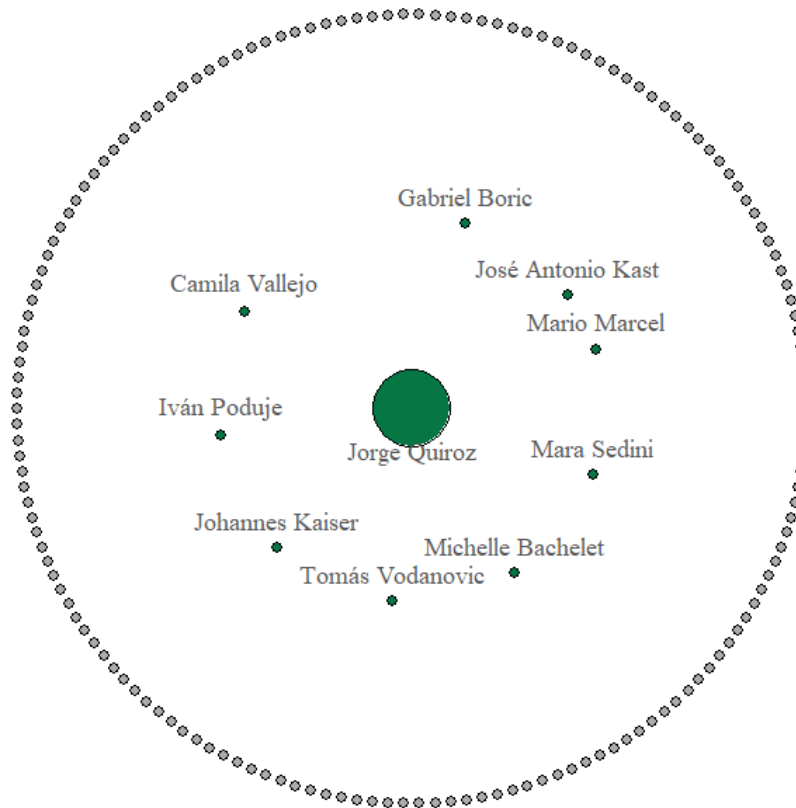 Gabriel Boric
José Antonio Kast
Camila Vallejo
Mario Marcel
Iván Poduje
Jorge Quiroz
Mara Sedini
Johannes Kaiser
Michelle Bachelet
Tomás Vodanovic